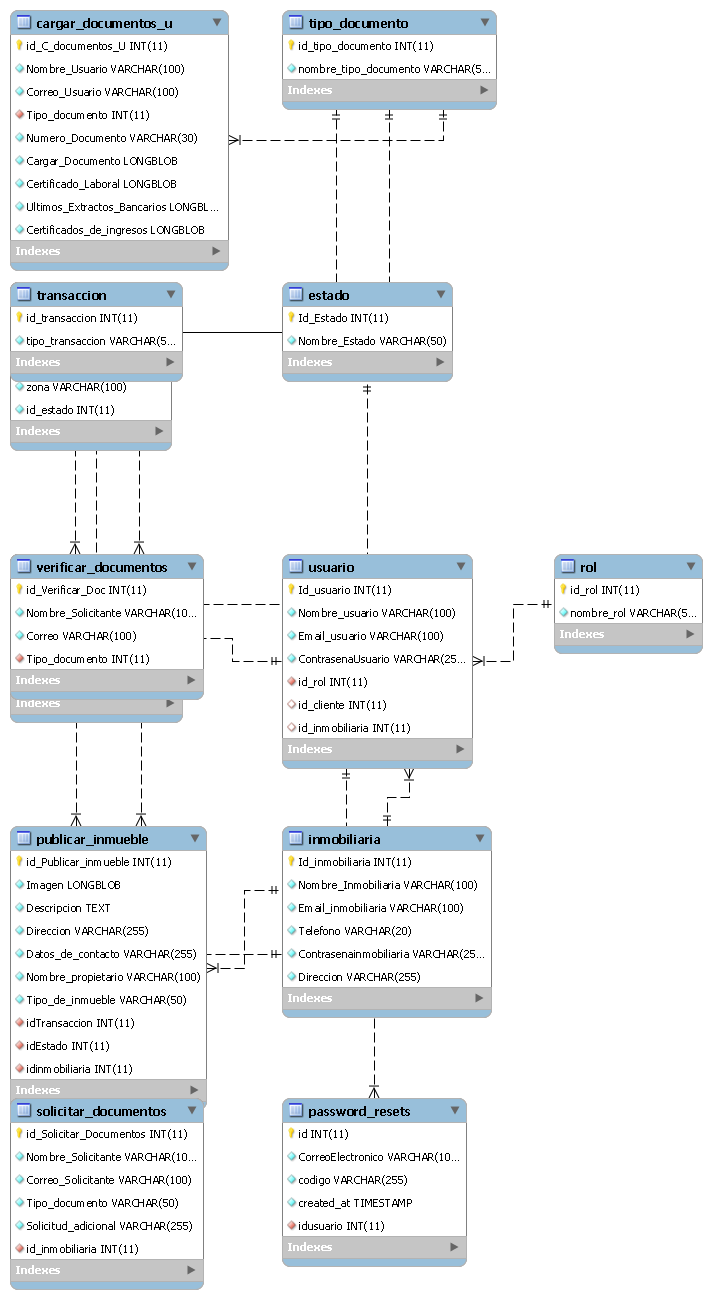 cargar_documentos_u
id_C_documentos_U INT(11)
Nombre_Usuario VARCHAR(100)
Correo_Usuario VARCHAR(100)
Tipo_documento INT(11)
Numero_Documento VARCHAR(30)
Cargar_Documento LONGBLOB
Certificado_Laboral LONGBLOB
Ultimos_Extractos_Bancarios LONGBL...
Certificados_de_ingresos LONGBLOB
Indexes
tipo_documento
id_tipo_documento INT(11)
nombre_tipo_documento VARCHAR(5...
Indexes
transaccion
id_transaccion INT(11)
tipo_transaccion VARCHAR(5...
Indexes
zona VARCHAR(100)
id_estado INT(11)
Indexes
estado
Id_Estado INT(11)
Nombre_Estado VARCHAR(50)
Indexes
verificar_documentos
id_Verificar_Doc INT(11)
Nombre_Solicitante VARCHAR(10...
Correo VARCHAR(100)
Tipo_documento INT(11)
Indexes
Indexes
usuario
Id_usuario INT(11)
Nombre_usuario VARCHAR(100)
Email_usuario VARCHAR(100)
ContrasenaUsuario VARCHAR(25...
id_rol INT(11)
id_cliente INT(11)
id_inmobiliaria INT(11)
Indexes
rol
id_rol INT(11)
nombre_rol VARCHAR(5...
Indexes
publicar_inmueble
id_Publicar_inmueble INT(11)
Imagen LONGBLOB
Descripcion TEXT
Direccion VARCHAR(255)
Datos_de_contacto VARCHAR(255)
Nombre_propietario VARCHAR(100)
Tipo_de_inmueble VARCHAR(50)
idTransaccion INT(11)
idEstado INT(11)
idinmobiliaria INT(11)
Indexes
inmobiliaria
Id_inmobiliaria INT(11)
Nombre_Inmobiliaria VARCHAR(100)
Email_inmobiliaria VARCHAR(100)
Telefono VARCHAR(20)
Contrasenainmobiliaria VARCHAR(25...
Direccion VARCHAR(255)
Indexes
solicitar_documentos
id_Solicitar_Documentos INT(11)
Nombre_Solicitante VARCHAR(10...
Correo_Solicitante VARCHAR(100)
Tipo_documento VARCHAR(50)
Solicitud_adicional VARCHAR(255)
id_inmobiliaria INT(11)
Indexes
password_resets
id INT(11)
CorreoElectronico VARCHAR(10...
codigo VARCHAR(255)
created_at TIMESTAMP
idusuario INT(11)
Indexes